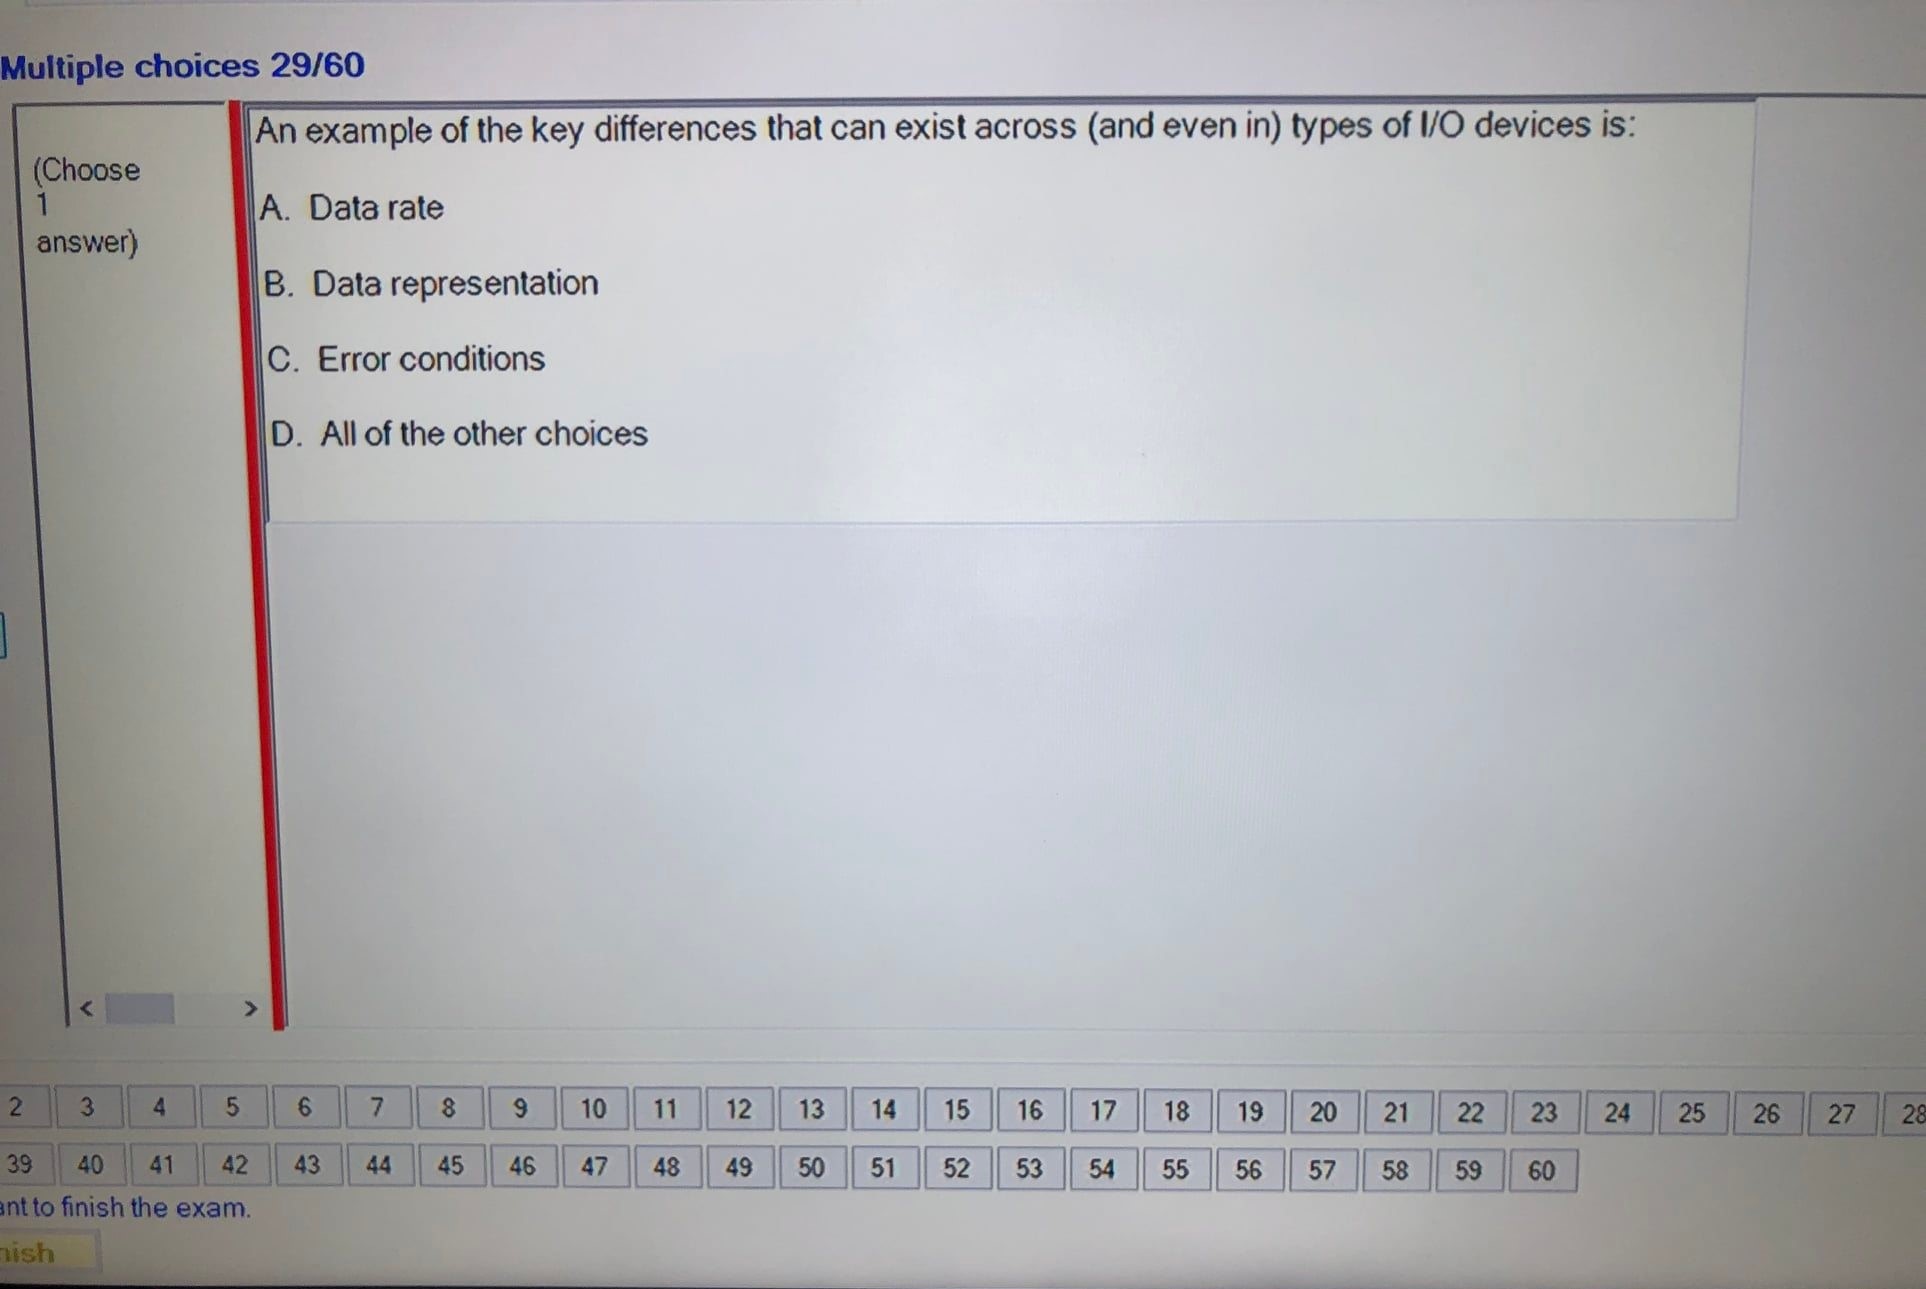 Multiple choices 29/60
(Choose
1
answer)
An example of the key differences that can exist across (and even in) types of I/O devices is:
A. Data rate
B. Data representation
C. Error conditions
D. All of the other choices
< >
2 3 4 5 6 7 8 9 10 11 12 13 14 15 16 17 18 19 20 21 22 23 24 25 26 27 28
39 40 41 42 43 44 45 46 47 48 49 50 51 52 53 54 55 56 57 58 59 60
to finish the exam.